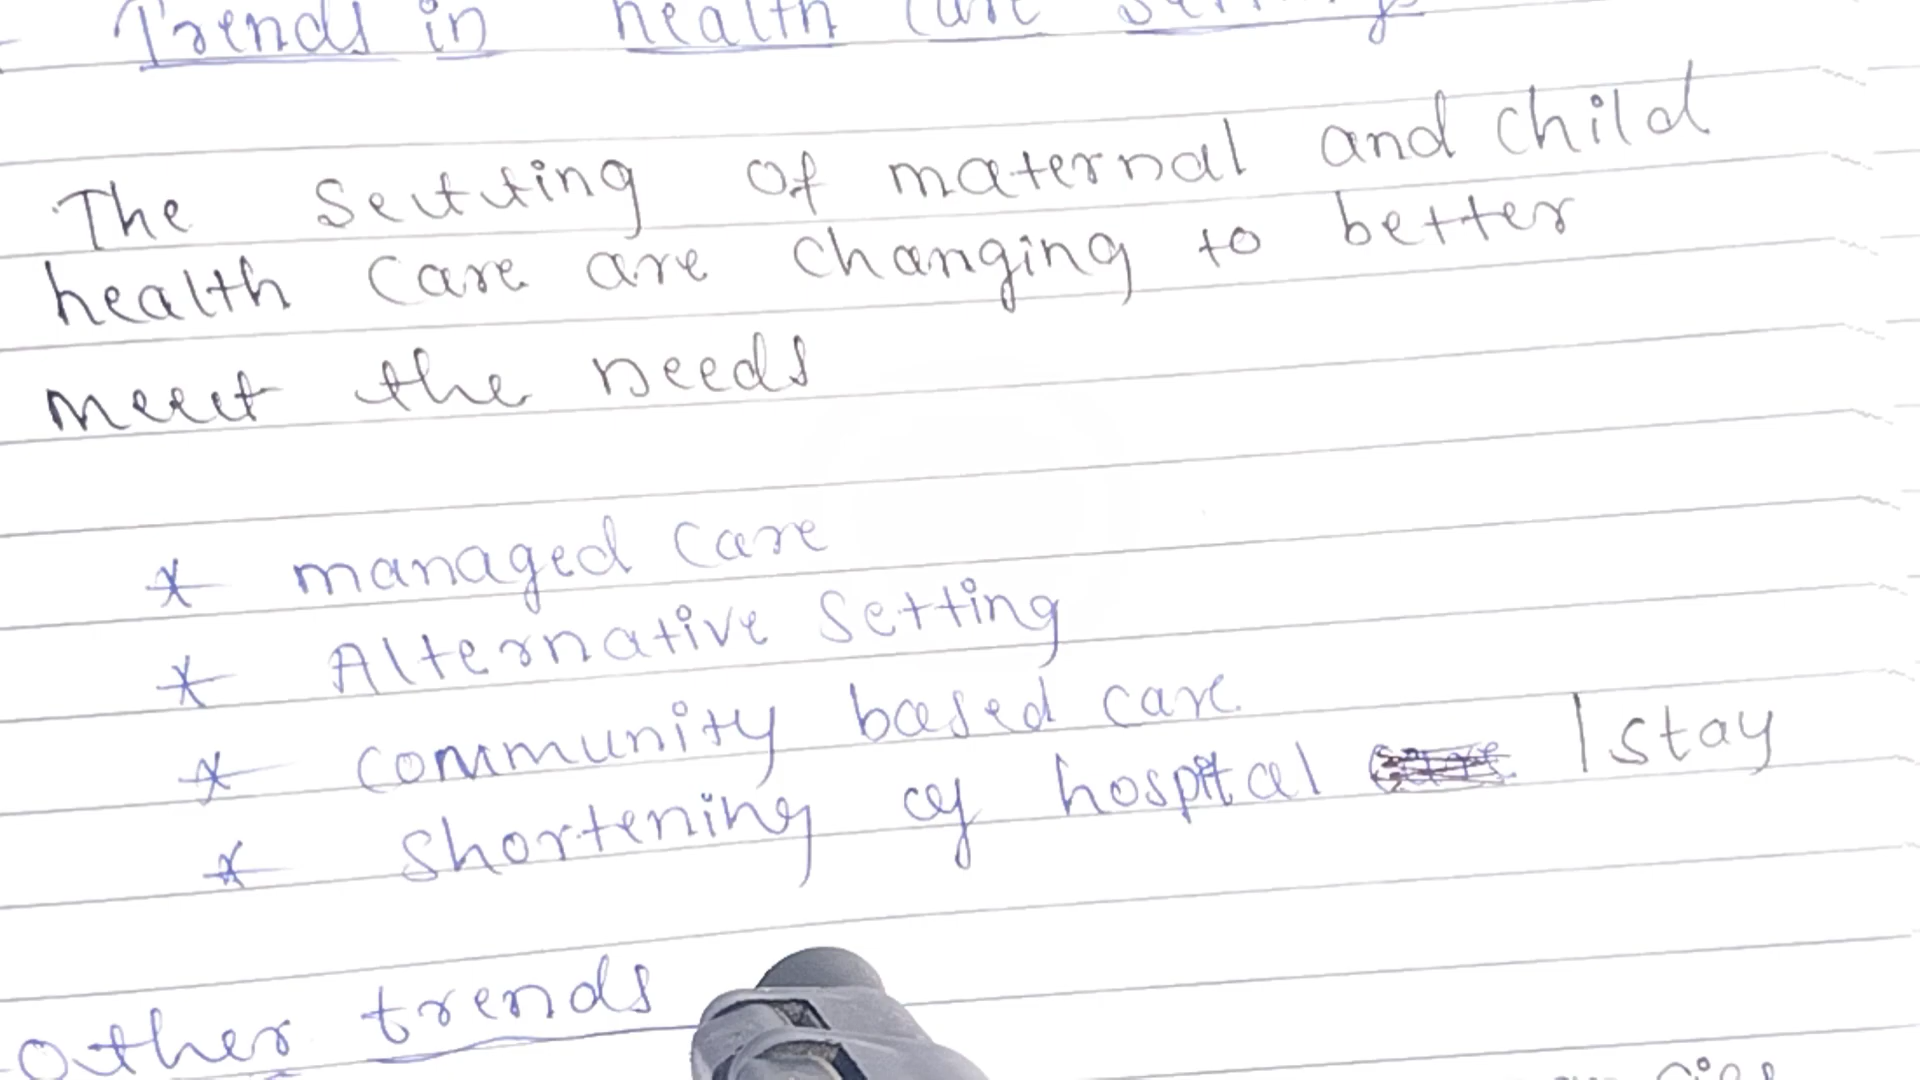 Trends in health care setting
The setting of maternal and child
health care are changing to better
meet the needs
* managed care
* Alternative setting
* community based care
* shortening of hospital | stay
other trends